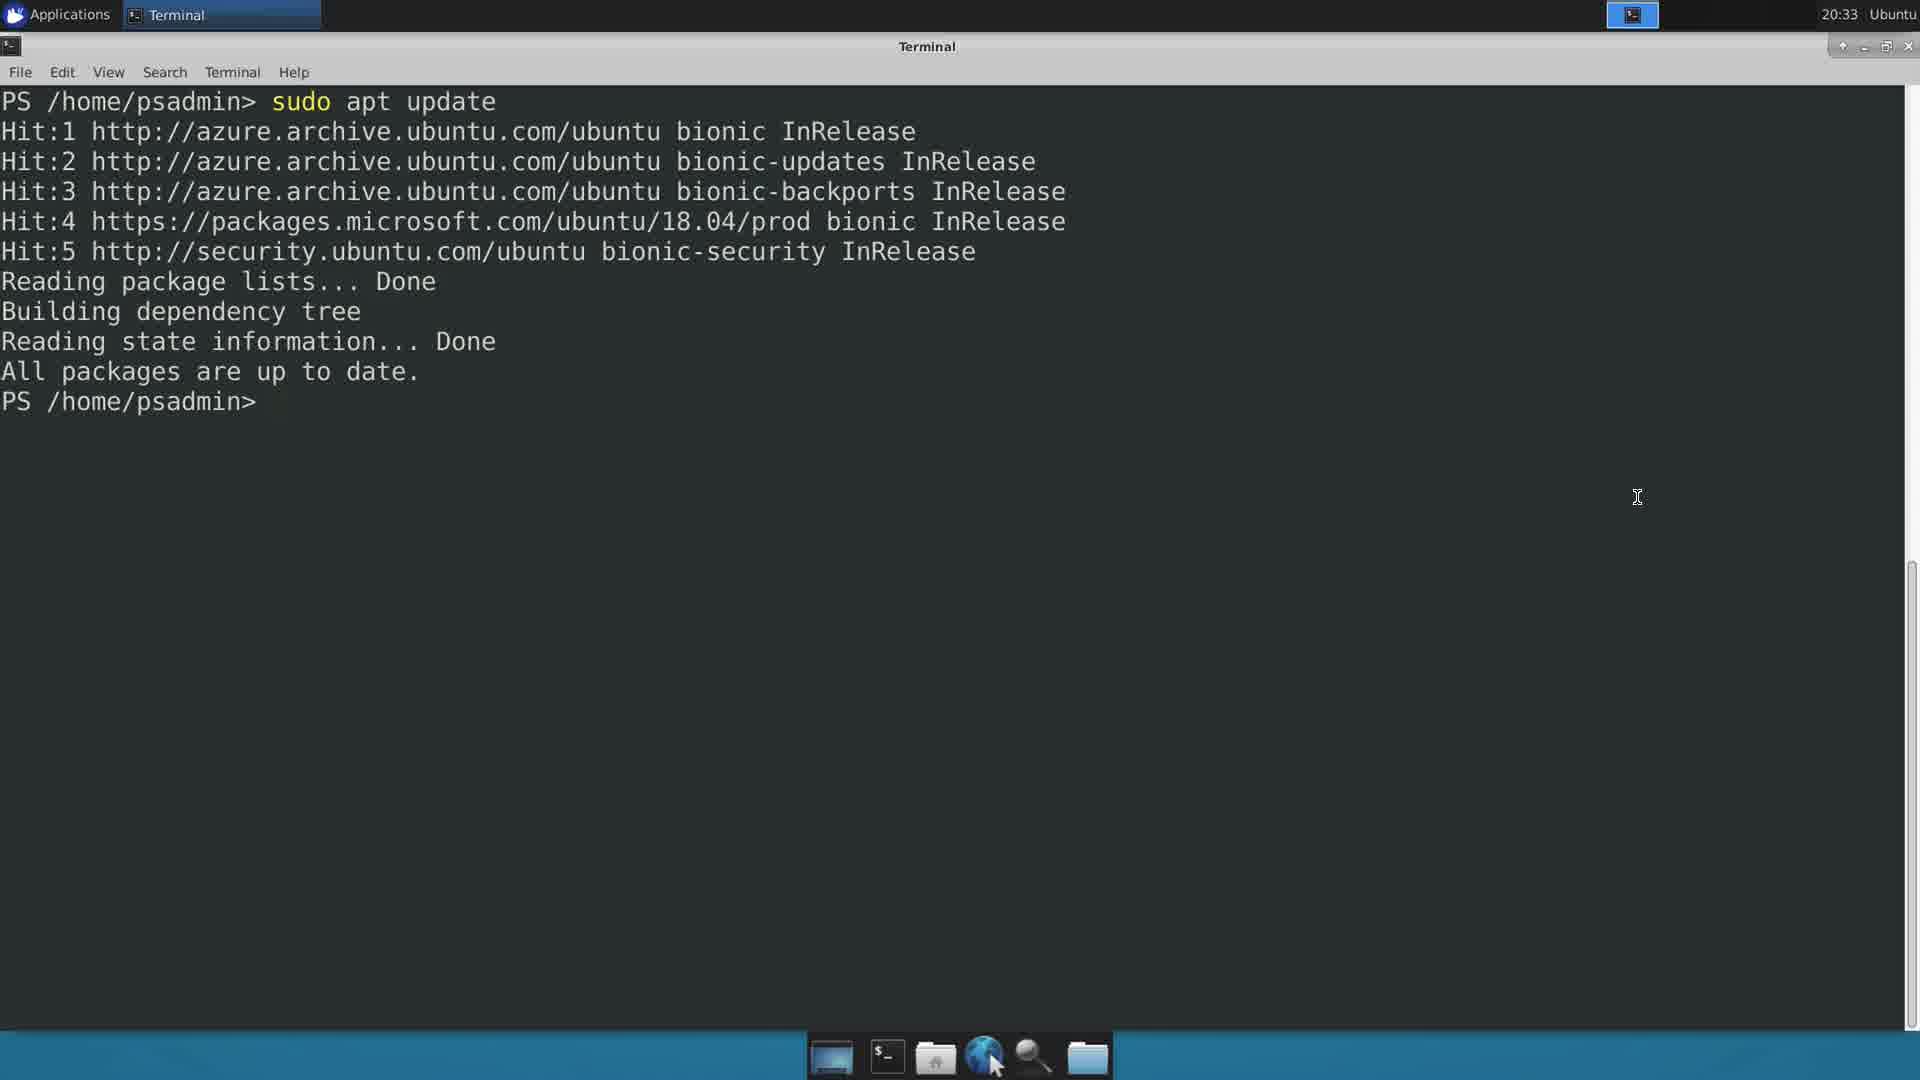 Applications
Terminal
20:33
Ubuntu
Terminal
File Edit View Search Terminal Help
PS /home/psadmin> sudo apt update
Hit:1 http://azure.archive.ubuntu.com/ubuntu bionic InRelease
Hit:2 http://azure.archive.ubuntu.com/ubuntu bionic-updates InRelease
Hit:3 http://azure.archive.ubuntu.com/ubuntu bionic-backports InRelease
Hit:4 https://packages.microsoft.com/ubuntu/18.04/prod bionic InRelease
Hit:5 http://security.ubuntu.com/ubuntu bionic-security InRelease
Reading package lists... Done
Building dependency tree
Reading state information... Done
All packages are up to date.
PS /home/psadmin>